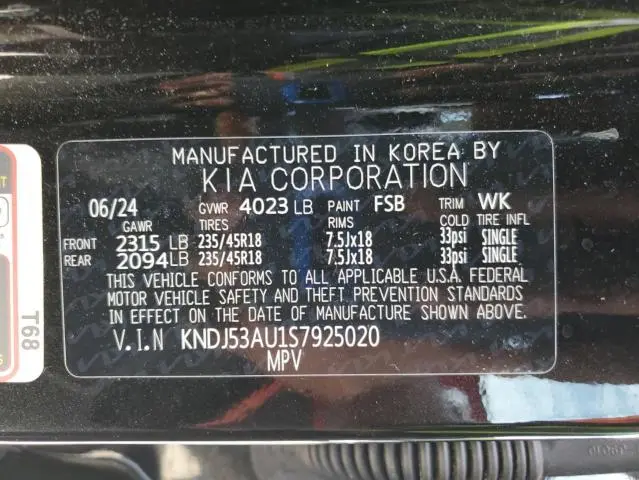 MANUFACTURED IN KOREA BY
KIA CORPORATION
06/24 GVWR 4023 LB PAINT FSB TRIM WK
GAWR TIRES RIMS COLD TIRE INFL
FRONT 2315 LB 235/45R18 7.5Jx18 33psi SINGLE
REAR 2094 LB 235/45R18 7.5Jx18 33psi SINGLE
THIS VEHICLE CONFORMS TO ALL APPLICABLE U.S.A. FEDERAL
MOTOR VEHICLE SAFETY AND THEFT PREVENTION STANDARDS
IN EFFECT ON THE DATE OF MANUFACTURE SHOWN ABOVE.
V.I.N KNDJ53AU1S7925020
MPV
T68